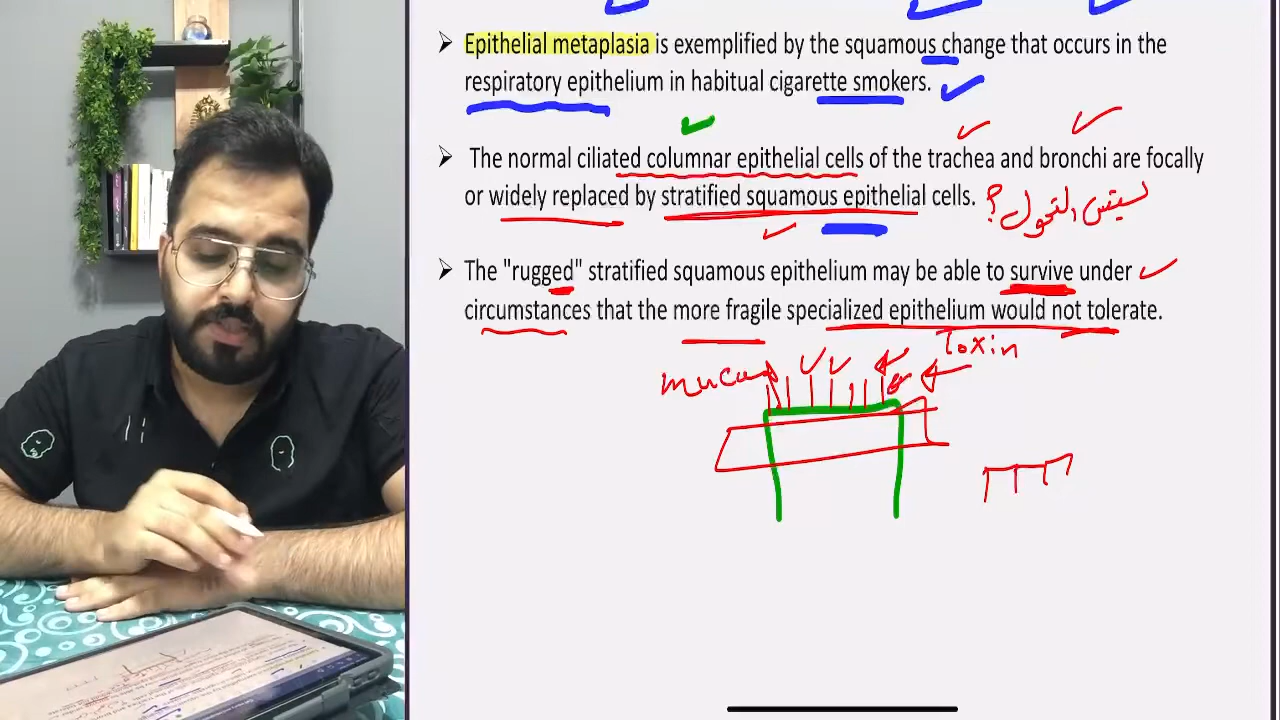 ➢ Epithelial metaplasia is exemplified by the squamous change that occurs in the
respiratory epithelium in habitual cigarette smokers.
➢ The normal ciliated columnar epithelial cells of the trachea and bronchi are focally
or widely replaced by stratified squamous epithelial cells.
التحول؟
➢ The "rugged" stratified squamous epithelium may be able to survive under
circumstances that the more fragile specialized epithelium would not tolerate.
Toxin